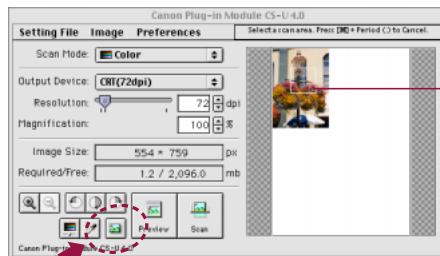 Canon Plug-in Module CS-U 4.0
Setting File Image Preferences
Select a scan area. Press [⌘] + Period (.) to Cancel.
Scan Mode: Color
Output Device: CRT(72dpi)
Resolution: 72 dpi
Magnification: 100 %
Image Size: 554 * 759 px
Required/Free: 1.2 / 2,096.0 mb
Preview Scan
Canon Plug-in Module CS-U 4.0